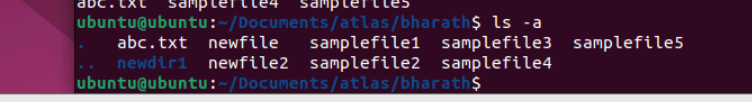 abc.txt samplefile4 samplefile5
ubuntu@ubuntu:~/Documents/atlas/bharath$ ls -a
. abc.txt newfile samplefile1 samplefile3 samplefile5
.. newdir1 newfile2 samplefile2 samplefile4
ubuntu@ubuntu:~/Documents/atlas/bharath$